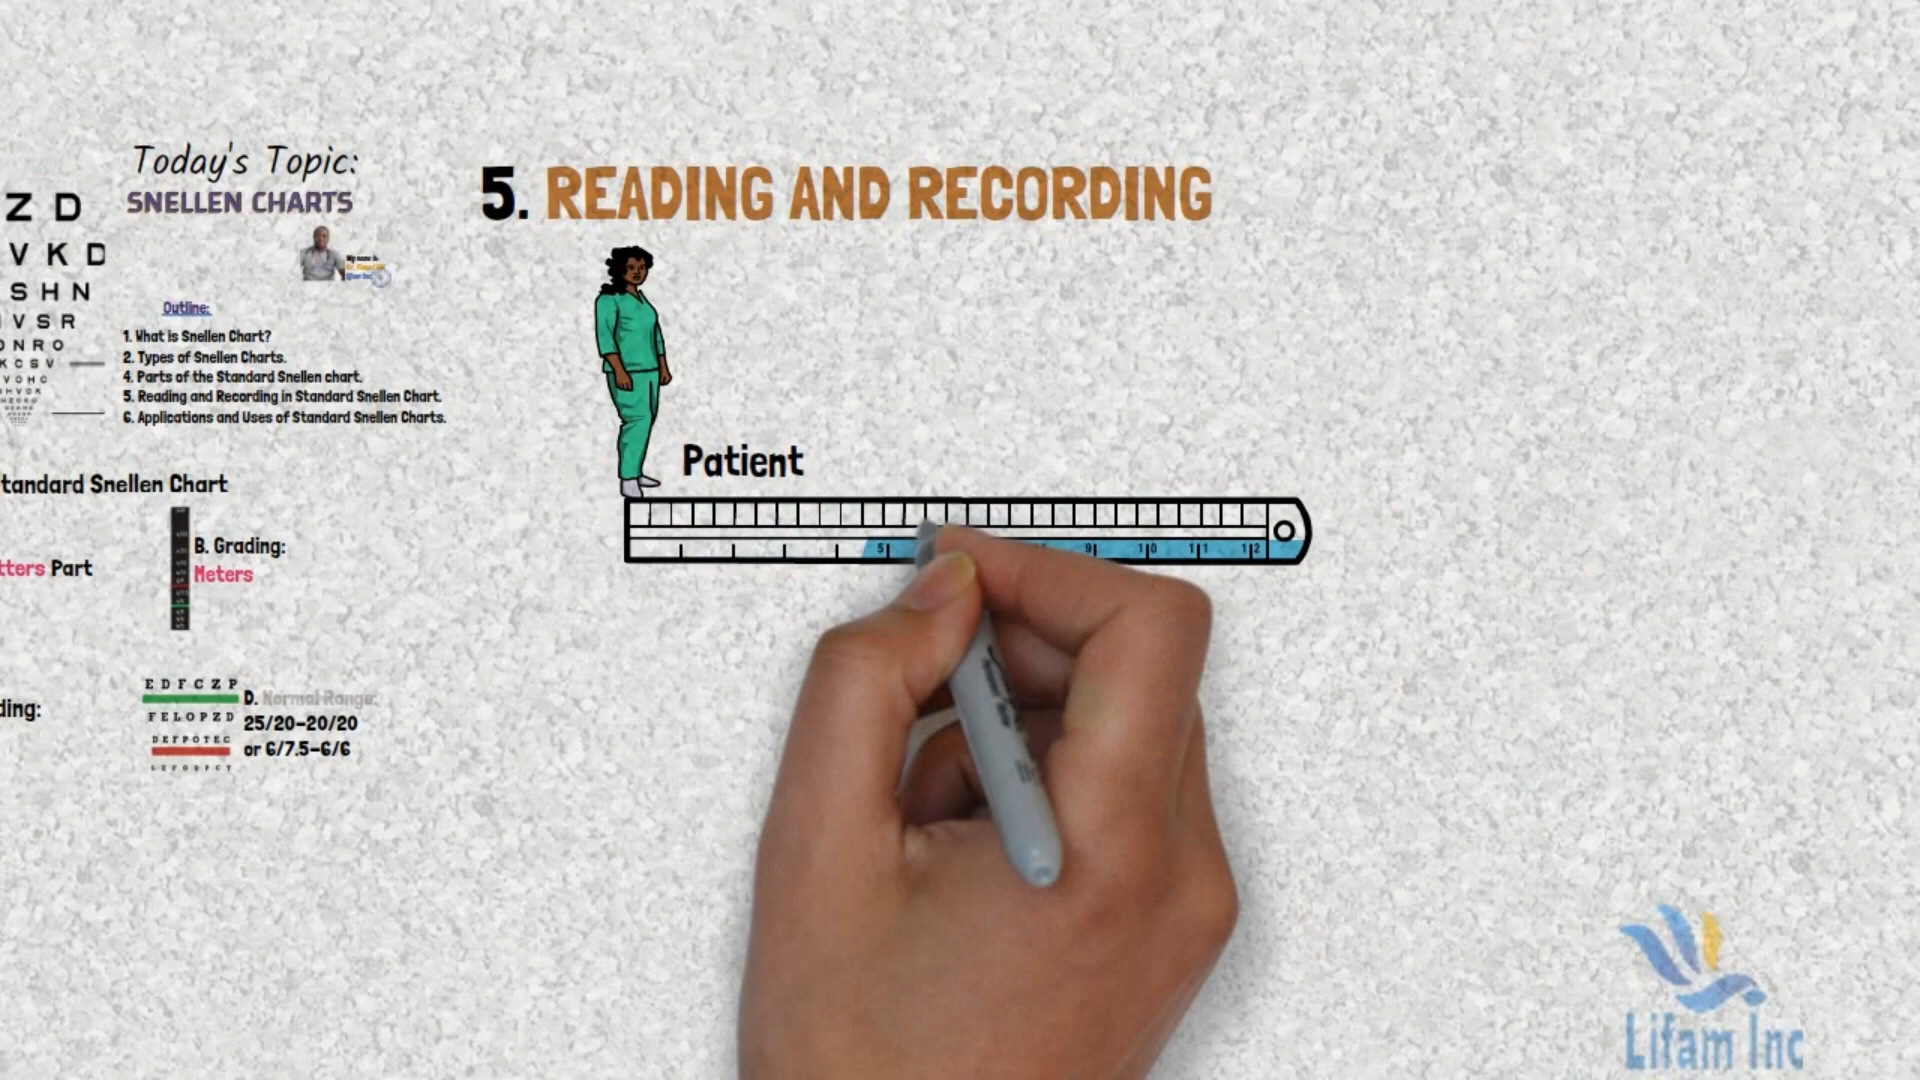 Today's Topic:
SNELLEN CHARTS
Z D
V K D
S H N
V S R
O N R O
K C S V
V O H C
My name is
Outline:
1. What is Snellen Chart?
2. Types of Snellen Charts.
4. Parts of the Standard Snellen chart.
5. Reading and Recording in Standard Snellen Chart.
6. Applications and Uses of Standard Snellen Charts.
tandard Snellen Chart
B. Grading:
Meters
tters Part
ding:
E D F C Z P
F E L O P Z D
D E F P O T E C
D. Normal Range:
25/20-20/20
or 6/7.5-6/6
5. READING AND RECORDING
Patient
5 9 10 11 12
Lifam Inc